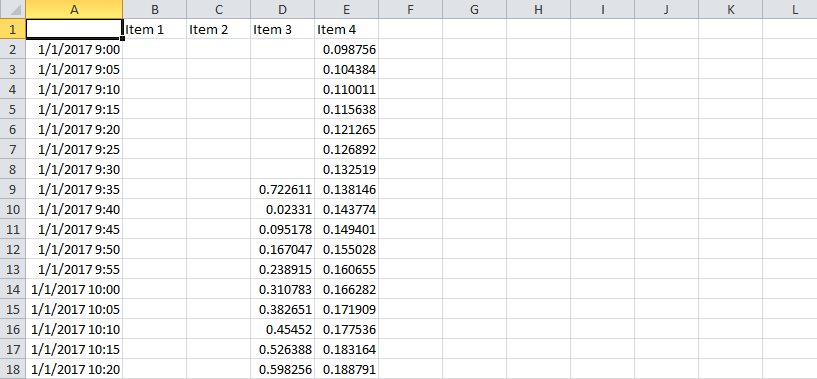 A B C D E F G H I J K L
1 Item 1 Item 2 Item 3 Item 4
2 1/1/2017 9:00 0.098756
3 1/1/2017 9:05 0.104384
4 1/1/2017 9:10 0.110011
5 1/1/2017 9:15 0.115638
6 1/1/2017 9:20 0.121265
7 1/1/2017 9:25 0.126892
8 1/1/2017 9:30 0.132519
9 1/1/2017 9:35 0.722611 0.138146
10 1/1/2017 9:40 0.02331 0.143774
11 1/1/2017 9:45 0.095178 0.149401
12 1/1/2017 9:50 0.167047 0.155028
13 1/1/2017 9:55 0.238915 0.160655
14 1/1/2017 10:00 0.310783 0.166282
15 1/1/2017 10:05 0.382651 0.171909
16 1/1/2017 10:10 0.45452 0.177536
17 1/1/2017 10:15 0.526388 0.183164
18 1/1/2017 10:20 0.598256 0.188791